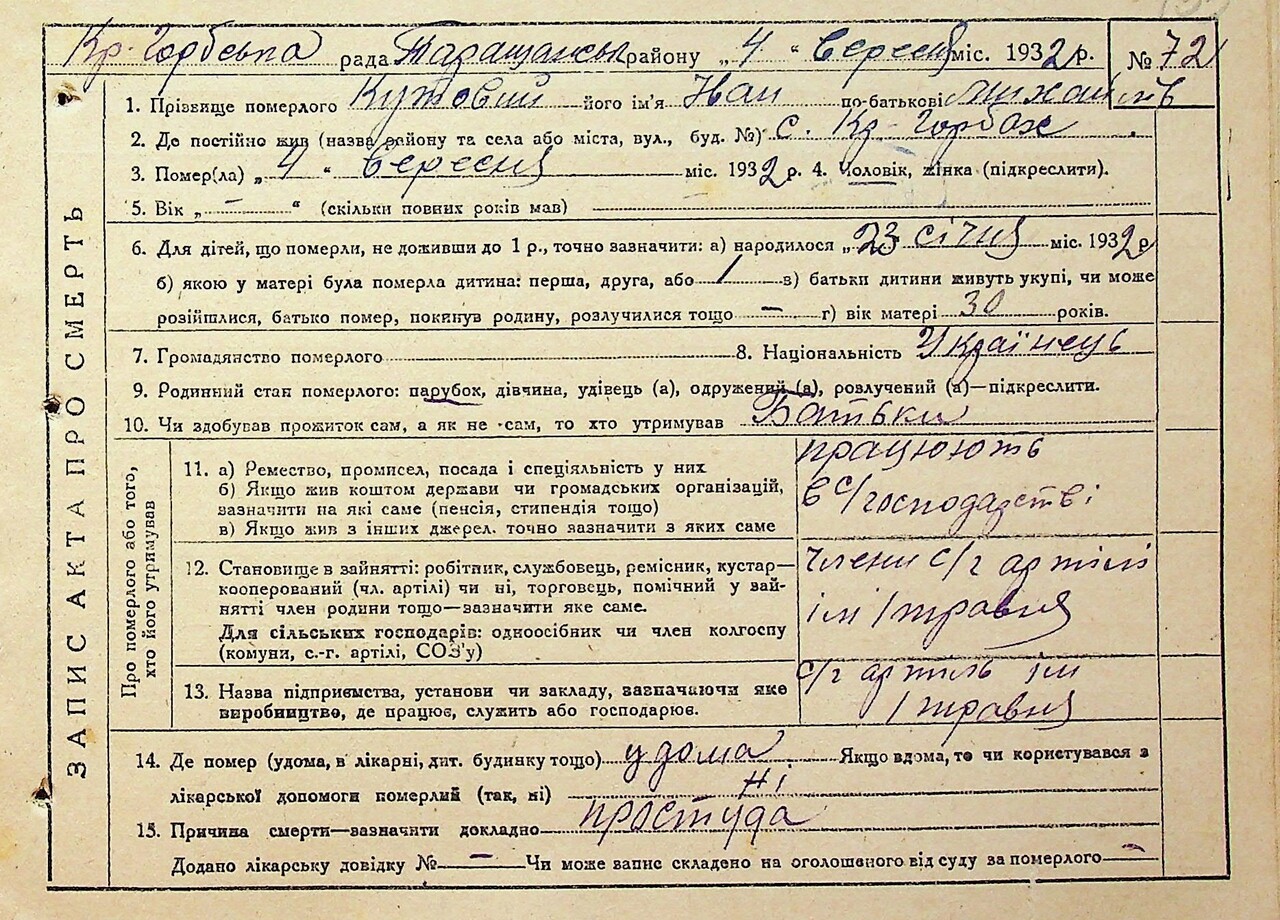 Кр-Горбська рада Таращанськ району „ 4 “ Вересня міс. 1932 р. № 72
1. Прізвище померлого Кутовий його ім'я Іван по-батькові Михайлів
2. Де постійно жив (назва району та села або міста, вул., буд. №) с. Кр-Горбах
3. Помер(ла) „ 4 “ Вересня міс. 1932 р. 4. Чоловік, жінка (підкреслити).
5. Вік „ — “ (скільки повних років мав)
6. Для дітей, що померли, не доживши до 1 р., точно зазначити: а) народилося „ 23 січня міс. 1932 р
б) якою у матері була померла дитина: перша, друга, або 1 в) батьки дитини живуть укупі, чи може
розійшлися, батько помер, покинув родину, розлучилися тощо — г) вік матері 30 років.
7. Громадянство померлого 8. Національність Українець
9. Родинний стан померлого: парубох, дівчина, удівець (а), одружений (а), розлучений (а)—підкреслити.
10. Чи здобував прожиток сам, а як не сам, то хто утримував Батьки
ЗАПИС АКТА ПРО СМЕРТЬ
Про померлого або того,
хто його утримував
11. а) Ремество, промисел, посада і спеціяльність у них
б) Якщо жив коштом держави чи громадських організацій,
зазначити на які саме (пенсія, стипендія тощо)
в) Якщо жив з інших джерел. точно зазначити з яких саме
працюють
в с/господарстві
12. Становище в зайнятті: робітник, службовець, ремісник, кустар—
кооперований (чл. артілі) чи ні, торговець, помічний у зай-
нятті член родини тощо—зазначити яке саме.
Для сільських господарів: одноосібник чи член колгоспу
(комуни, с.-г. артілі, СОЗ'у)
члени с/г артілі
ім 1 травня
13. Назва підприємства, установи чи закладу, зазначаючи яке
виробництво, де працює, служить або господарює.
с/г артиль ім
1 травня
14. Де помер (удома, в лікарні, дит. будинку тощо) удома Якщо вдома, то чи користувався з
лікарської допомоги померлий (так, ні) Ні
15. Причина смерти—зазначити докладно простуда
Додано лікарську довідку № — Чи може запис складено на оголошеного від суду за померлого —